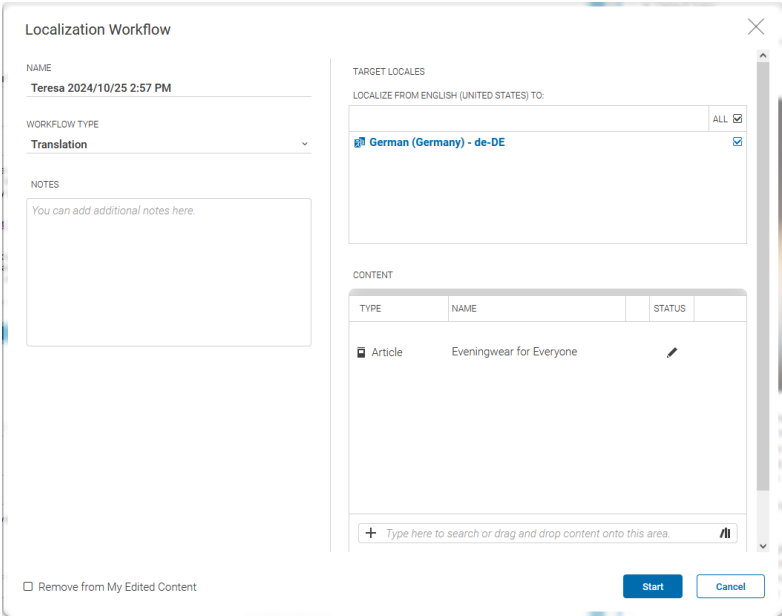 Localization Workflow
NAME
Teresa 2024/10/25 2:57 PM
WORKFLOW TYPE
Translation
NOTES
You can add additional notes here.
TARGET LOCALES
LOCALIZE FROM ENGLISH (UNITED STATES) TO:
ALL
German (Germany) - de-DE
CONTENT
TYPE NAME STATUS
Article Eveningwear for Everyone
Type here to search or drag and drop content onto this area.
Remove from My Edited Content
Start Cancel